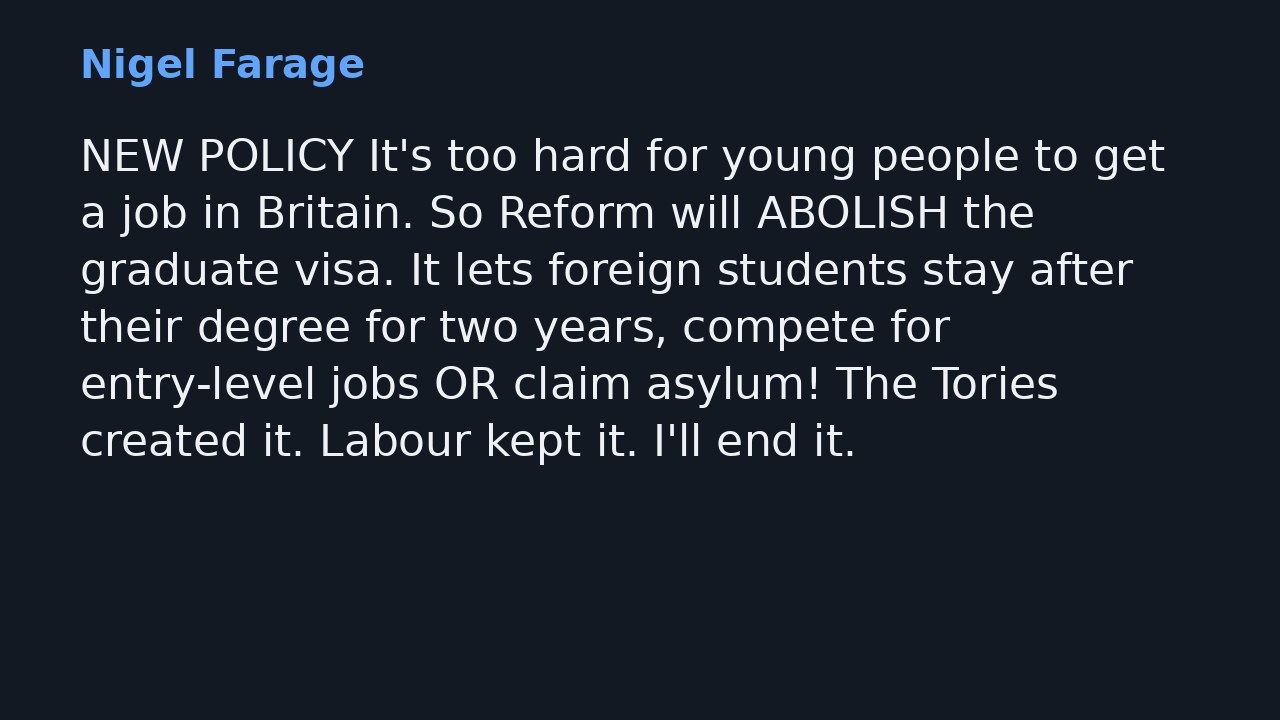 Nigel Farage
NEW POLICY It's too hard for young people to get
a job in Britain. So Reform will ABOLISH the
graduate visa. It lets foreign students stay after
their degree for two years, compete for
entry-level jobs OR claim asylum! The Tories
created it. Labour kept it. I'll end it.